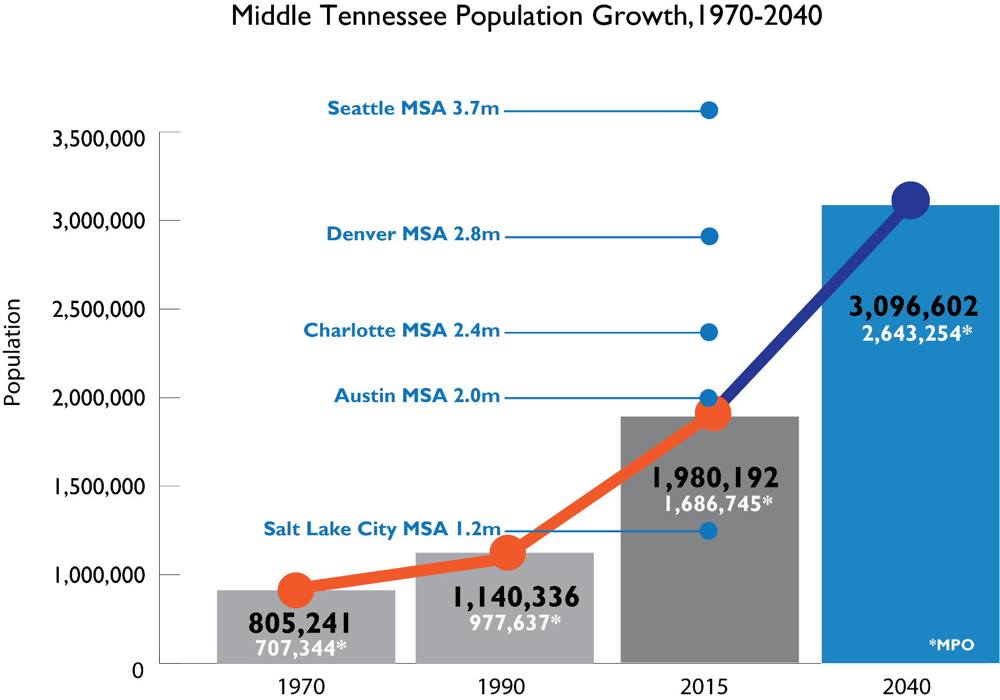 Middle Tennessee Population Growth,1970-2040
Seattle MSA 3.7m
3,500,000
3,000,000
Denver MSA 2.8m
2,500,000
3,096,602
2,643,254*
Charlotte MSA 2.4m
Population
2,000,000
Austin MSA 2.0m
1,500,000
1,980,192
1,686,745*
Salt Lake City MSA 1.2m
1,000,000
1,140,336
977,637*
805,241
707,344*
*MPO
0
1970
1990
2015
2040